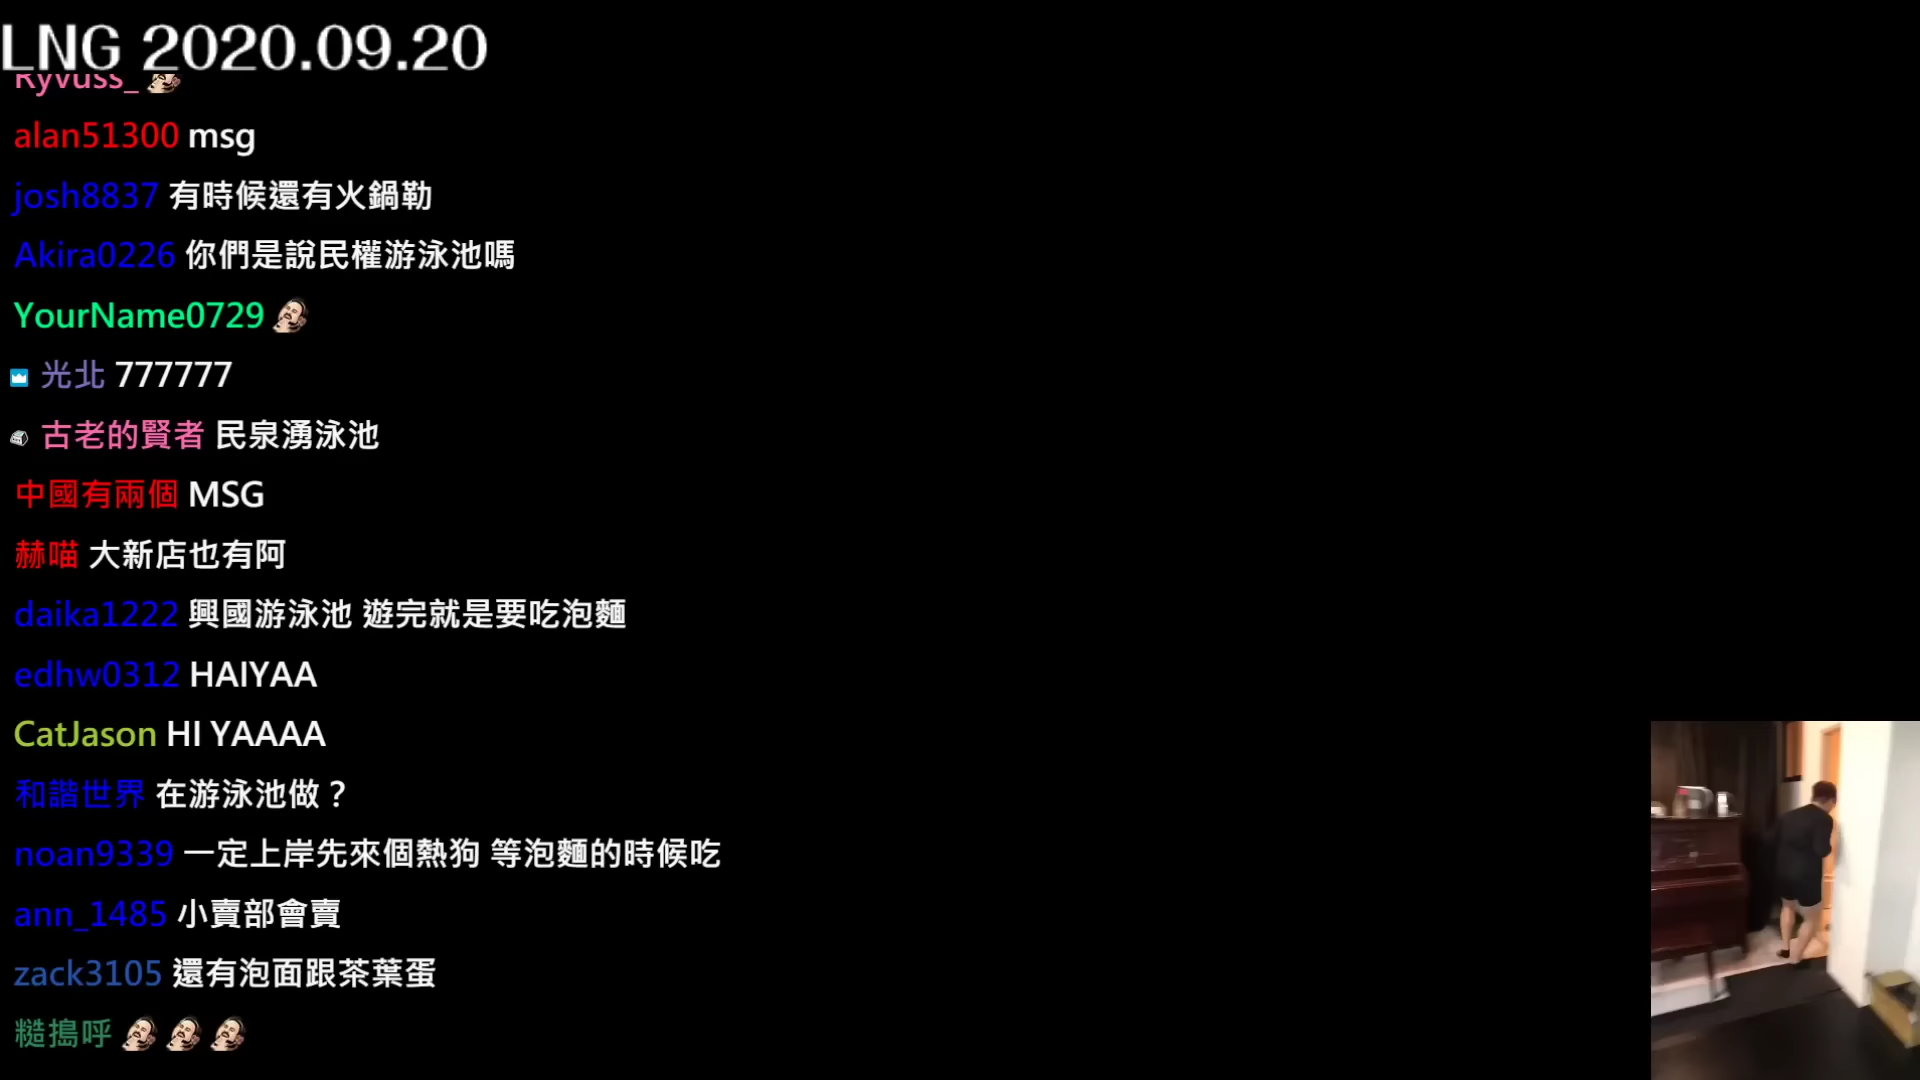 LNG 2020.09.20
Ryvuss_
alan51300 msg
josh8837 有時候還有火鍋勒
Akira0226 你們是說民權游泳池嗎
YourName0729
光北 777777
古老的賢者 民泉湧泳池
中國有兩個 MSG
赫喵 大新店也有阿
daika1222 興國游泳池 遊完就是要吃泡麵
edhw0312 HAIYAA
CatJason HI YAAAA
和諧世界 在游泳池做？
noan9339 一定上岸先來個熱狗 等泡麵的時候吃
ann_1485 小賣部會賣
zack3105 還有泡面跟茶葉蛋
糙搗呼